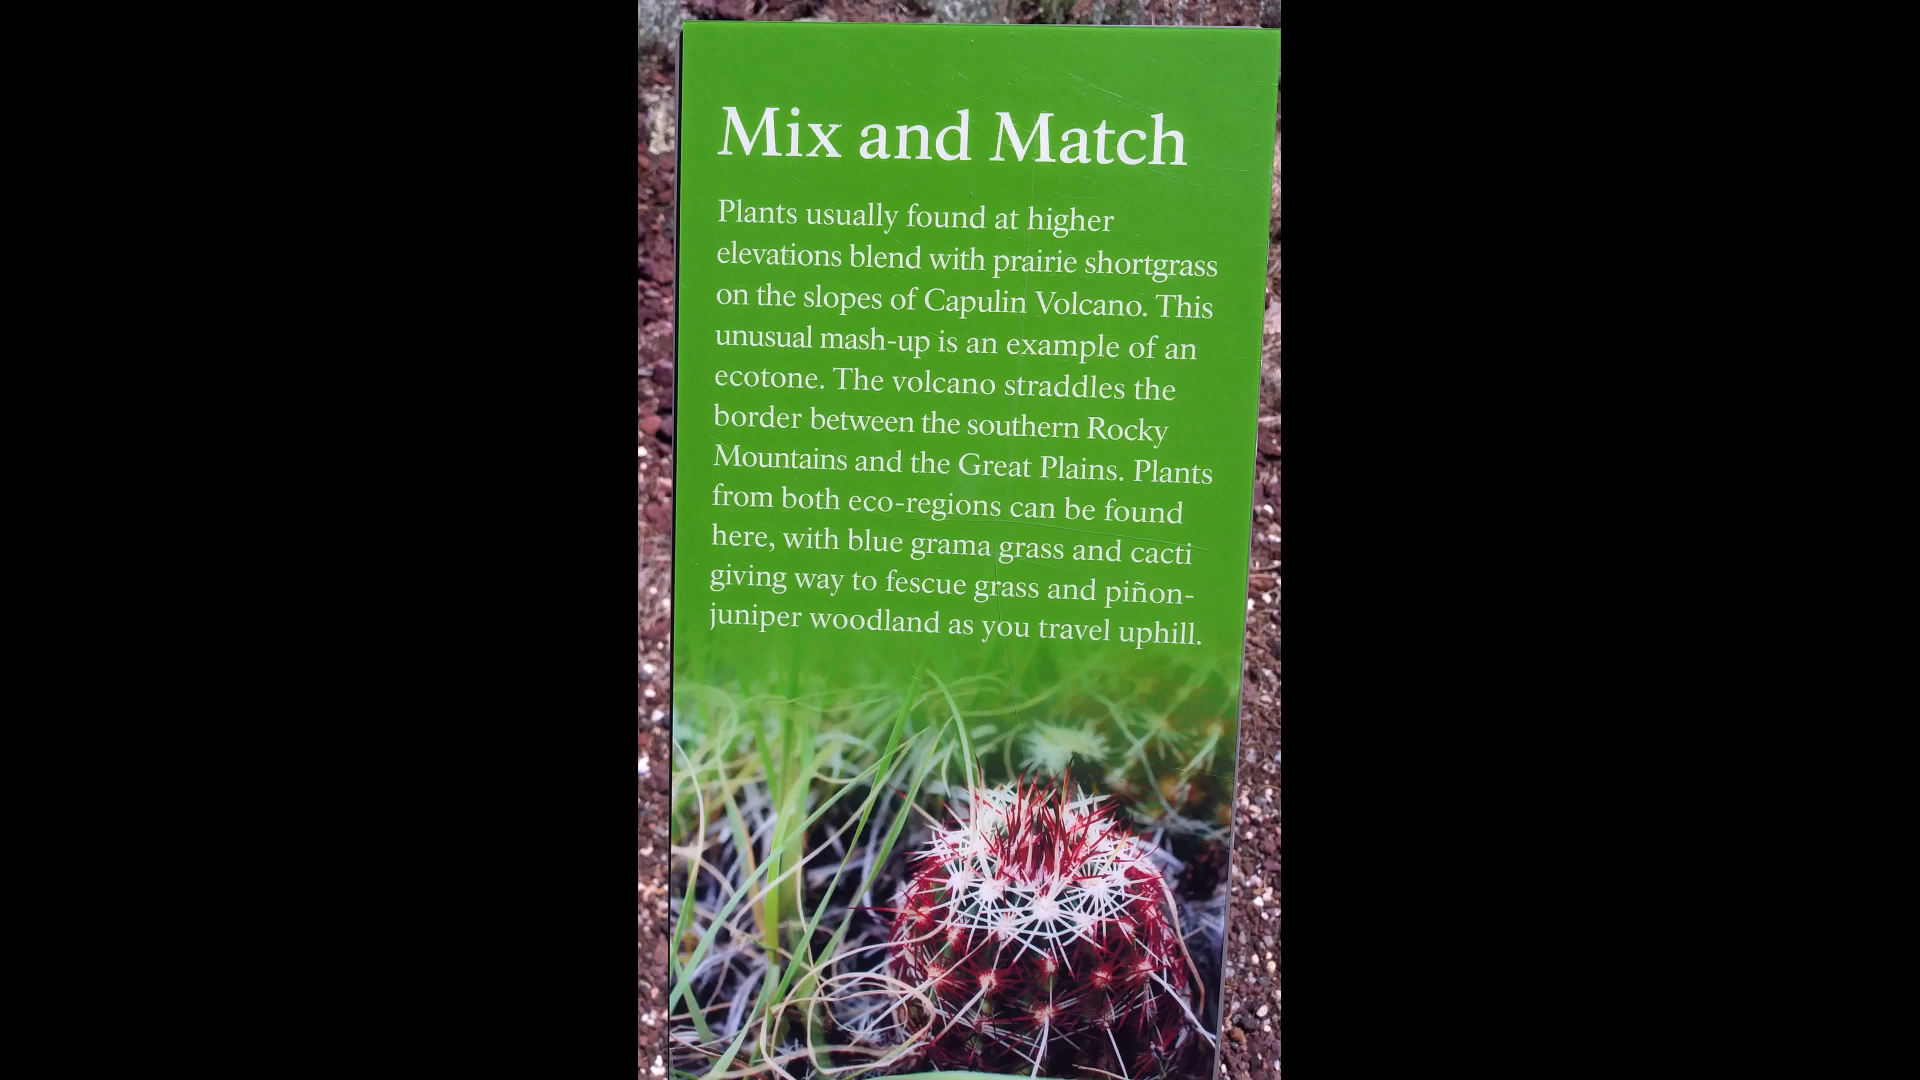 Mix and Match
Plants usually found at higher
elevations blend with prairie shortgrass
on the slopes of Capulin Volcano. This
unusual mash-up is an example of an
ecotone. The volcano straddles the
border between the southern Rocky
Mountains and the Great Plains. Plants
from both eco-regions can be found
here, with blue grama grass and cacti
giving way to fescue grass and piñon-
juniper woodland as you travel uphill.